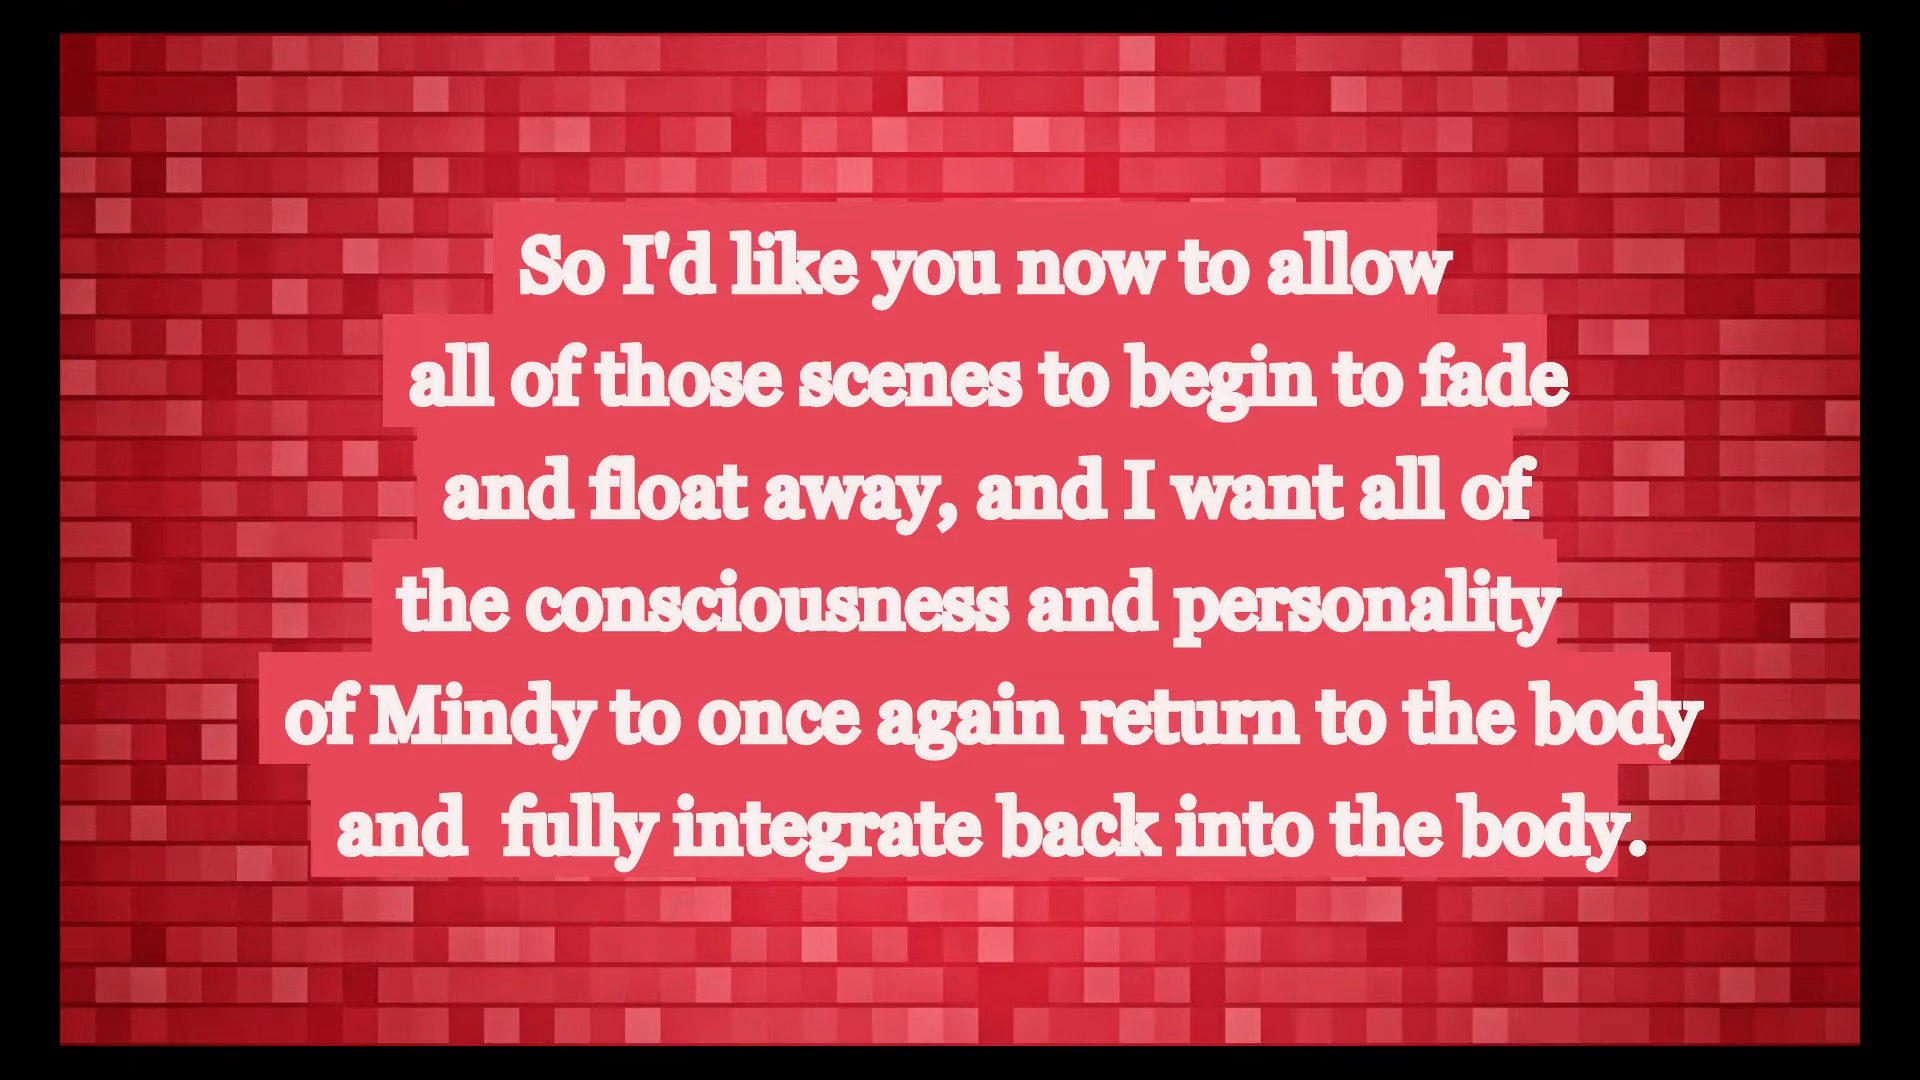 So I'd like you now to allow
all of those scenes to begin to fade
and float away, and I want all of
the consciousness and personality
of Mindy to once again return to the body
and  fully integrate back into the body.